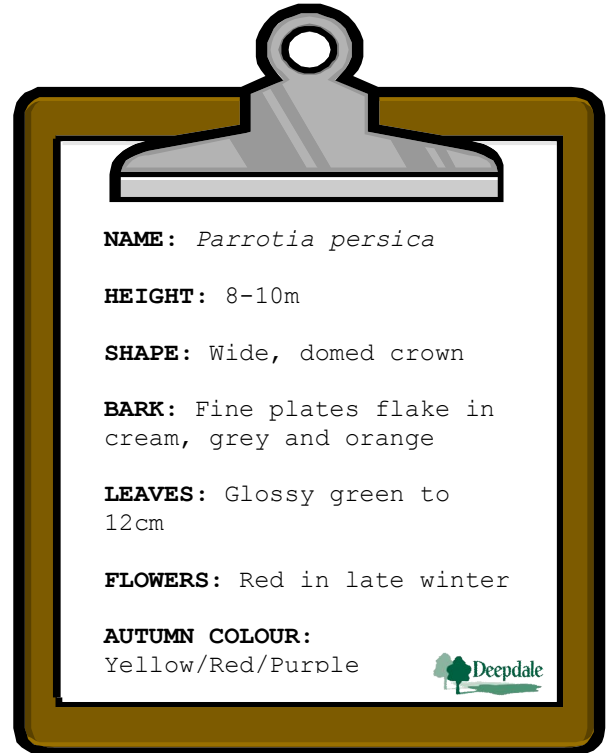 NAME: Parrotia persica
HEIGHT: 8-10m
SHAPE: Wide, domed crown
BARK: Fine plates flake in
cream, grey and orange
LEAVES: Glossy green to
12cm
FLOWERS: Red in late winter
AUTUMN COLOUR:
Yellow/Red/Purple
Deepdale